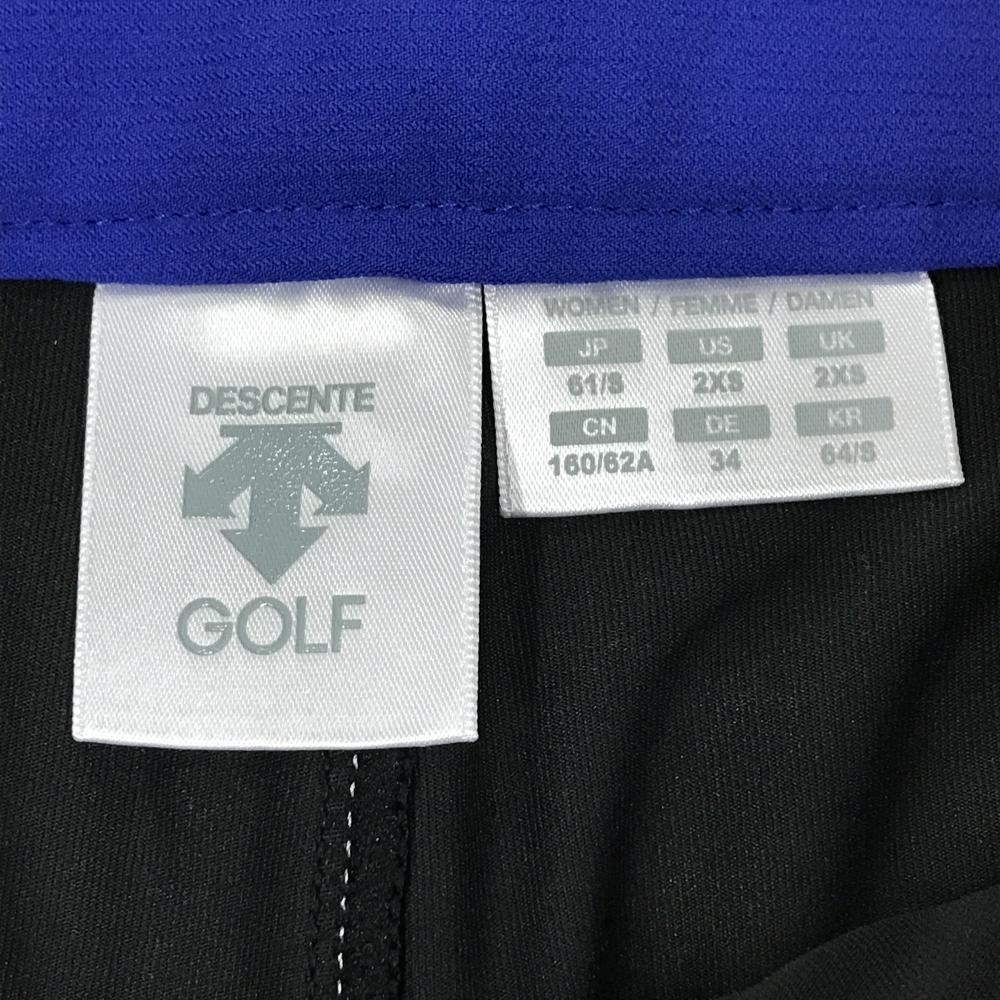 DESCENTE
GOLF
WOMEN / FEMME / DAMEN
JP US UK
61/S 2XS 2XS
CN DE KR
160/62A 34 64/S